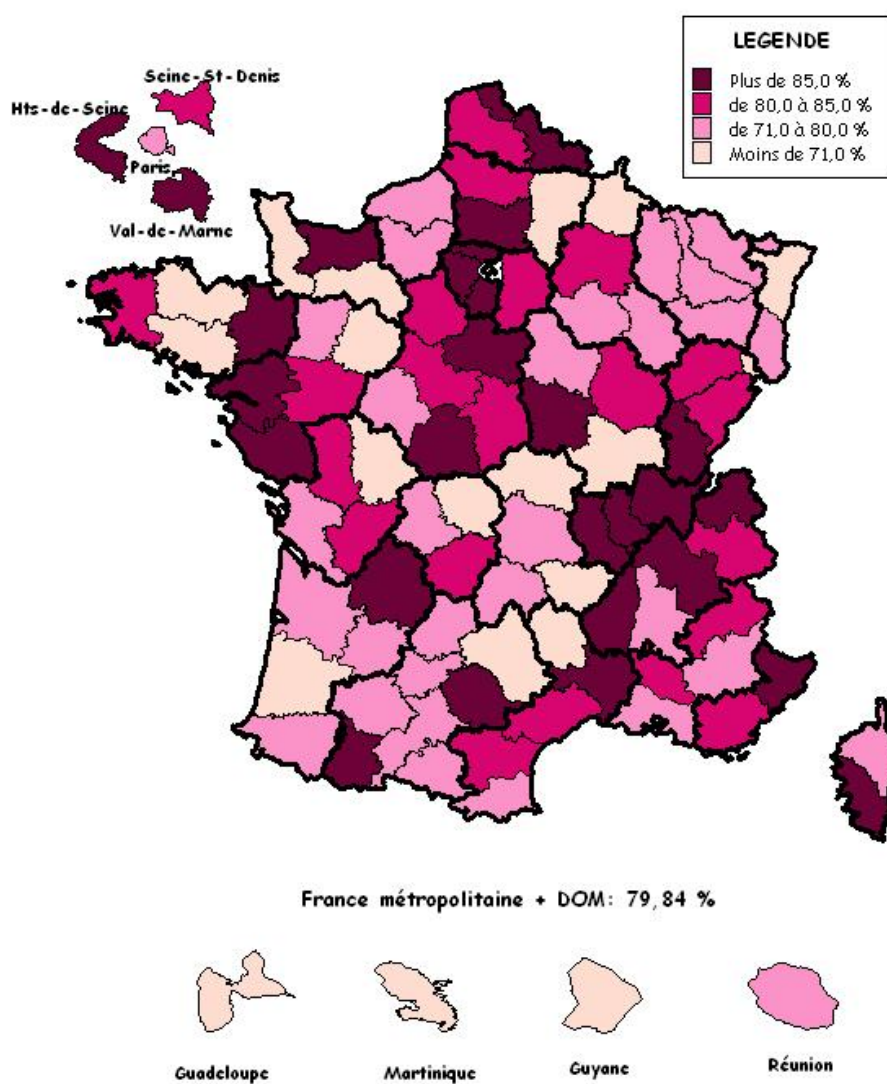 LEGENDE
Plus de 85,0 %
de 80,0 à 85,0 %
de 71,0 à 80,0 %
Moins de 71,0 %
Seine-St-Denis
Hts-de-Seine
Paris
Val-de-Marne
France métropolitaine + DOM: 79,84 %
Guadeloupe
Martinique
Guyane
Réunion